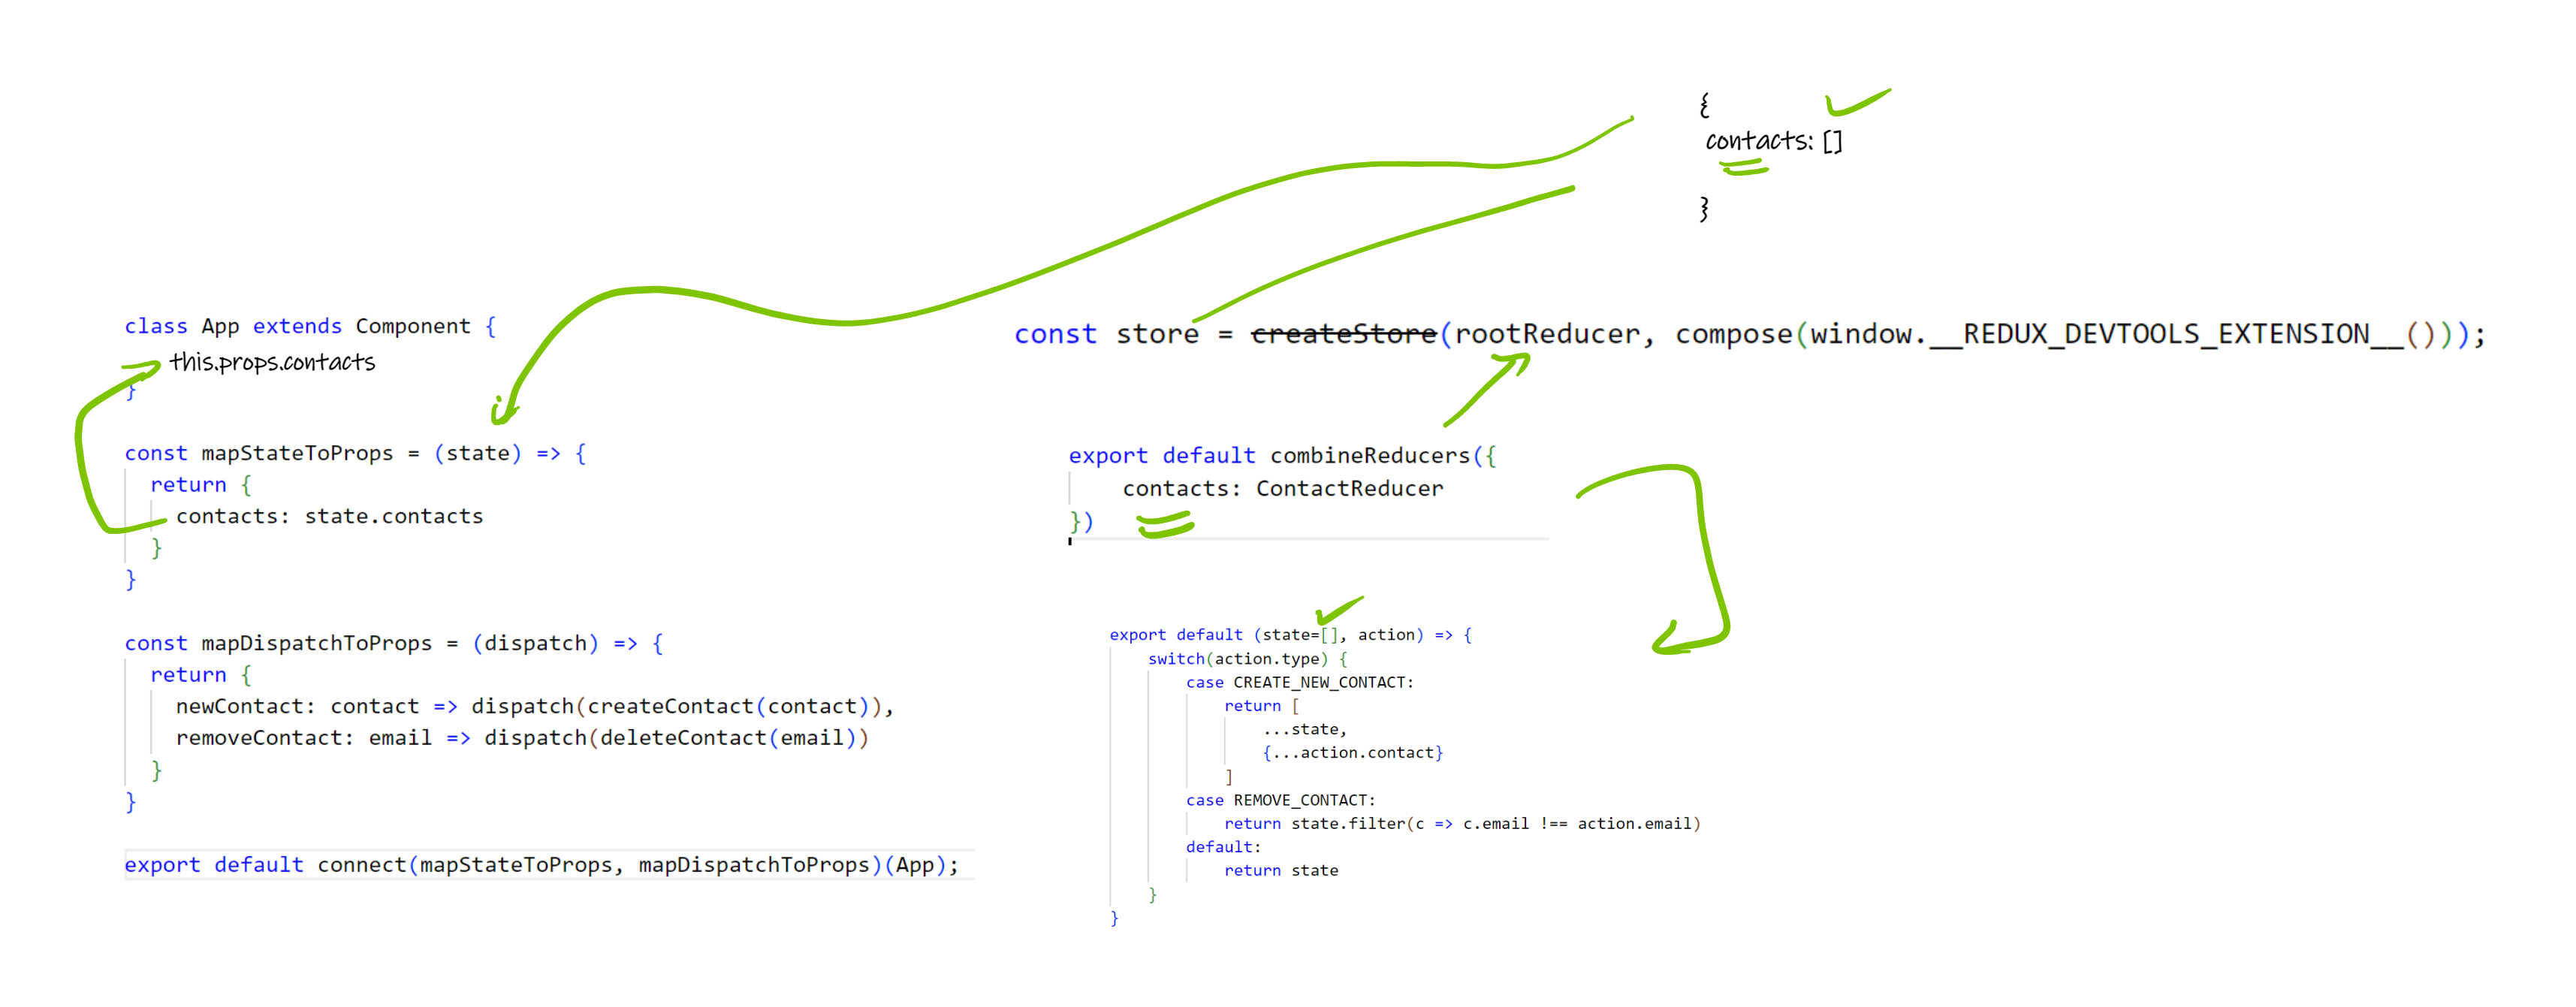 {
contacts: []
}
class App extends Component {
this.props.contacts
}
const mapStateToProps = (state) => {
return {
contacts: state.contacts
}
}
const mapDispatchToProps = (dispatch) => {
return {
newContact: contact => dispatch(createContact(contact)),
removeContact: email => dispatch(deleteContact(email))
}
}
export default connect(mapStateToProps, mapDispatchToProps)(App);
const store = createStore(rootReducer, compose(window.__REDUX_DEVTOOLS_EXTENSION__()));
export default combineReducers({
contacts: ContactReducer
})
export default (state=[], action) => {
switch(action.type) {
case CREATE_NEW_CONTACT:
return [
...state,
{...action.contact}
]
case REMOVE_CONTACT:
return state.filter(c => c.email !== action.email)
default:
return state
}
}